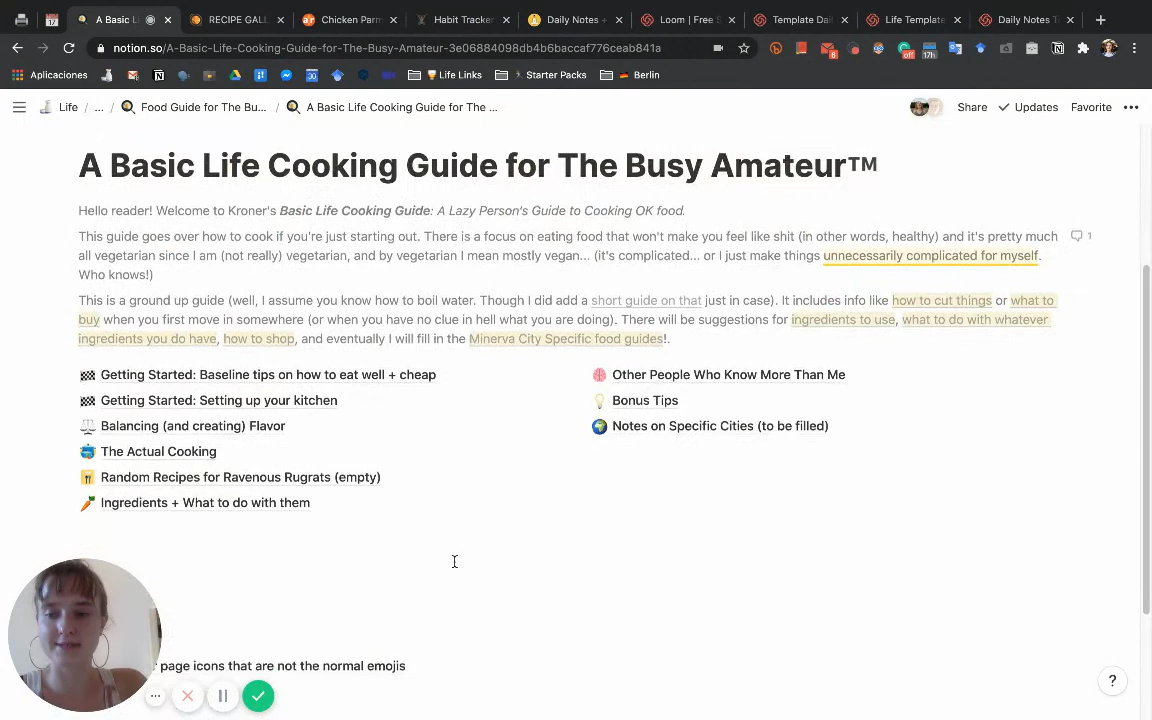 A Basic L
RECIPE GALL
Chicken Parm
Habit Tracker
Daily Notes +
Loom | Free S
Template Dai
Life Template
Daily Notes T
notion.so/A-Basic-Life-Cooking-Guide-for-The-Busy-Amateur-3e06884098db4b6baccaf776ceab841a
6
off
17h
Aplicaciones
Life Links
Starter Packs
Berlin
Life / ... / Food Guide for The Bu... / A Basic Life Cooking Guide for The ...
Share
Updates
Favorite
A Basic Life Cooking Guide for The Busy Amateur™
Hello reader! Welcome to Kroner's Basic Life Cooking Guide: A Lazy Person's Guide to Cooking OK food.
This guide goes over how to cook if you're just starting out. There is a focus on eating food that won't make you feel like shit (in other words, healthy) and it's pretty much
1
all vegetarian since I am (not really) vegetarian, and by vegetarian I mean mostly vegan... (it's complicated... or I just make things unnecessarily complicated for myself.
Who knows!)
This is a ground up guide (well, I assume you know how to boil water. Though I did add a short guide on that just in case). It includes info like how to cut things or what to
buy when you first move in somewhere (or when you have no clue in hell what you are doing). There will be suggestions for ingredients to use, what to do with whatever
ingredients you do have, how to shop, and eventually I will fill in the Minerva City Specific food guides!.
Getting Started: Baseline tips on how to eat well + cheap
Getting Started: Setting up your kitchen
Balancing (and creating) Flavor
The Actual Cooking
Random Recipes for Ravenous Rugrats (empty)
Ingredients + What to do with them
Other People Who Know More Than Me
Bonus Tips
Notes on Specific Cities (to be filled)
page icons that are not the normal emojis
?